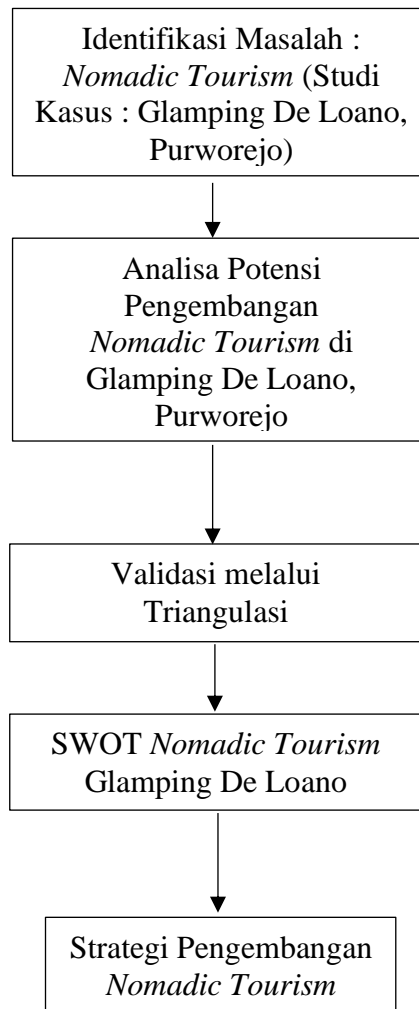 Identifikasi Masalah :
Nomadic Tourism (Studi
Kasus : Glamping De Loano,
Purworejo)
Analisa Potensi
Pengembangan
Nomadic Tourism di
Glamping De Loano,
Purworejo
Validasi melalui
Triangulasi
SWOT Nomadic Tourism
Glamping De Loano
Strategi Pengembangan
Nomadic Tourism